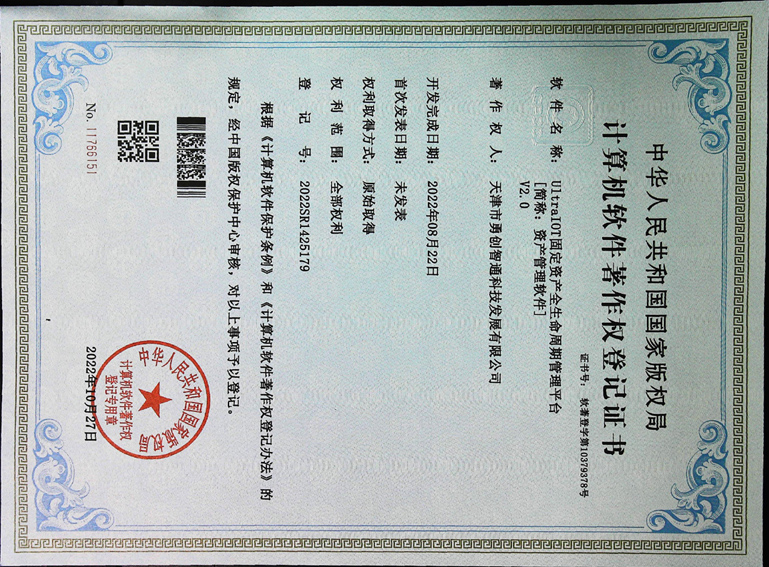 中华人民共和国国家版权局
计算机软件著作权登记证书
证书号：软著登字第10379378号
软件名称：UltraIOT固定资产全生命周期管理平台
[简称：资产管理软件]
V2.0
著作权人：天津市勇创智通科技发展有限公司
开发完成日期：2022年08月22日
首次发表日期：未发表
权利取得方式：原始取得
权利范围：全部权利
登记号：2022SR1425179
根据《计算机软件保护条例》和《计算机软件著作权登记办法》的
规定，经中国版权保护中心审核，对以上事项予以登记。
No. 11766151
中华人民共和国国家版权局
计算机软件著作权
登记专用章
2022年10月27日